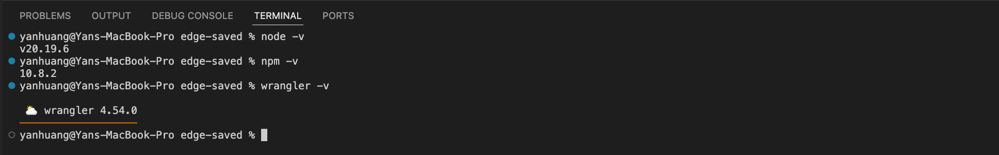 PROBLEMS OUTPUT DEBUG CONSOLE TERMINAL PORTS
yanhuang@Yans-MacBook-Pro edge-saved % node -v
v20.19.6
yanhuang@Yans-MacBook-Pro edge-saved % npm -v
10.8.2
yanhuang@Yans-MacBook-Pro edge-saved % wrangler -v
⛅ wrangler 4.54.0
yanhuang@Yans-MacBook-Pro edge-saved %